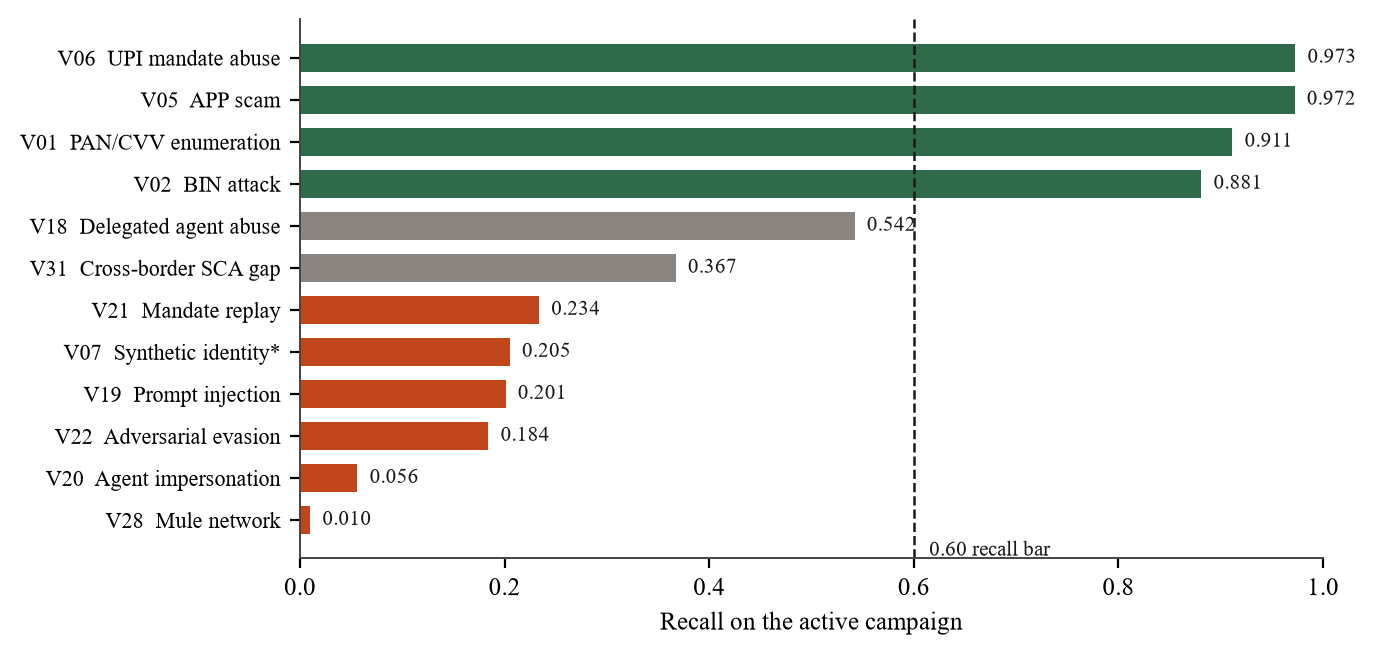 V06 UPI mandate abuse 0.973
V05 APP scam 0.972
V01 PAN/CVV enumeration 0.911
V02 BIN attack 0.881
V18 Delegated agent abuse 0.542
V31 Cross-border SCA gap 0.367
V21 Mandate replay 0.234
V07 Synthetic identity* 0.205
V19 Prompt injection 0.201
V22 Adversarial evasion 0.184
V20 Agent impersonation 0.056
V28 Mule network 0.010
0.60 recall bar
0.0 0.2 0.4 0.6 0.8 1.0
Recall on the active campaign